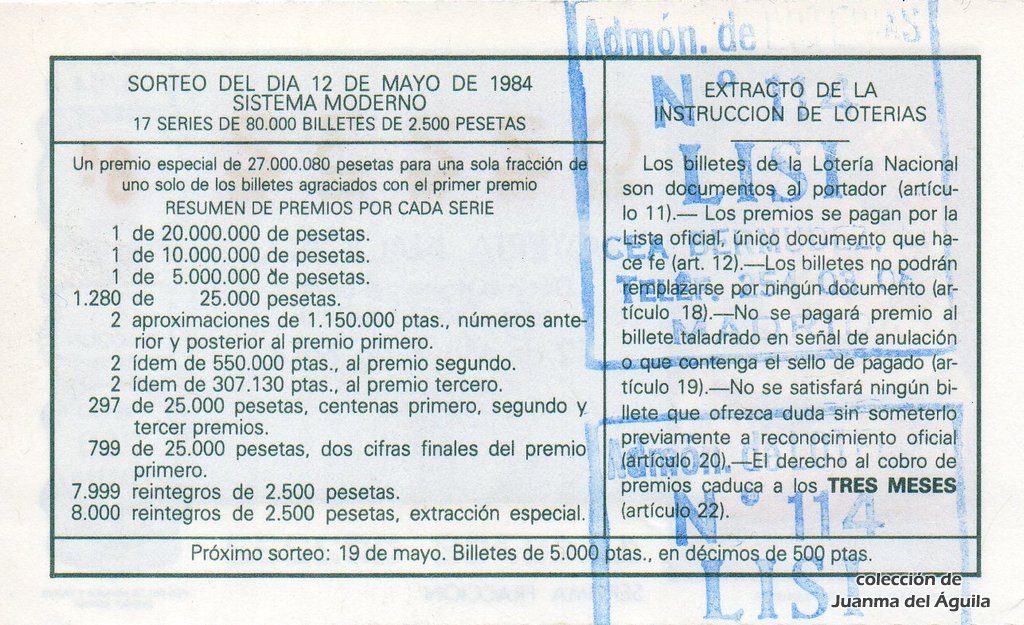 SORTEO DEL DIA 12 DE MAYO DE 1984
SISTEMA MODERNO
17 SERIES DE 80.000 BILLETES DE 2.500 PESETAS
Un premio especial de 27.000.080 pesetas para una sola fracción de
uno solo de los billetes agraciados con el primer premio
RESUMEN DE PREMIOS POR CADA SERIE
1 de 20.000.000 de pesetas.
1 de 10.000.000 de pesetas.
1 de 5.000.000 de pesetas.
1.280 de 25.000 pesetas.
2 aproximaciones de 1.150.000 ptas., números ante-
rior y posterior al premio primero.
2 ídem de 550.000 ptas., al premio segundo.
2 ídem de 307.130 ptas., al premio tercero.
297 de 25.000 pesetas, centenas primero, segundo y
tercer premios.
799 de 25.000 pesetas, dos cifras finales del premio
primero.
7.999 reintegros de 2.500 pesetas.
8.000 reintegros de 2.500 pesetas, extracción especial.
EXTRACTO DE LA
INSTRUCCION DE LOTERIAS
Los billetes de la Lotería Nacional
son documentos al portador (artícu-
lo 11).— Los premios se pagan por la
Lista oficial, único documento que ha-
ce fe (art. 12).—Los billetes no podrán
remplazarse por ningún documento (ar-
tículo 18).—No se pagará premio al
billete taladrado en señal de anulación
o que contenga el sello de pagado (ar-
tículo 19).—No se satisfará ningún bi-
llete que ofrezca duda sin someterlo
previamente a reconocimiento oficial
(artículo 20).—El derecho al cobro de
premios caduca a los TRES MESES
(artículo 22).
Próximo sorteo: 19 de mayo. Billetes de 5.000 ptas., en décimos de 500 ptas.
Admón. de
Nº 114
LISI
CEA BERMUDEZ,
TELEF.
MADRID
Admón. de
Nº 114
LISI
colección de
Juanma del Águila